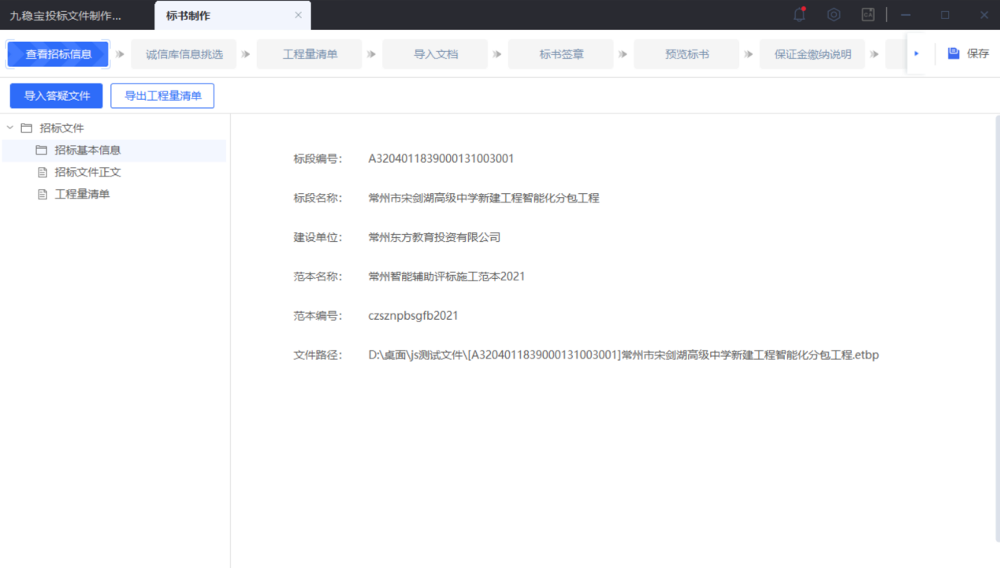 九稳宝投标文件制作...
标书制作
CA
查看招标信息
诚信库信息挑选
工程量清单
导入文档
标书签章
预览标书
保证金缴纳说明
保存
导入答疑文件
导出工程量清单
招标文件
招标基本信息
招标文件正文
工程量清单
标段编号： A3204011839000131003001
标段名称： 常州市宋剑湖高级中学新建工程智能化分包工程
建设单位： 常州东方教育投资有限公司
范本名称： 常州智能辅助评标施工范本2021
范本编号： czsznpbsgfb2021
文件路径： D:\桌面\js测试文件\[A3204011839000131003001]常州市宋剑湖高级中学新建工程智能化分包工程.etbp